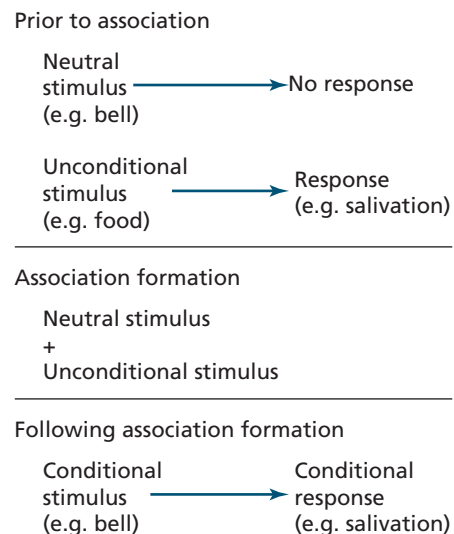 Prior to association
Neutral
stimulus
(e.g. bell)
No response
Unconditional
stimulus
(e.g. food)
Response
(e.g. salivation)
Association formation
Neutral stimulus
+
Unconditional stimulus
Following association formation
Conditional
stimulus
(e.g. bell)
Conditional
response
(e.g. salivation)